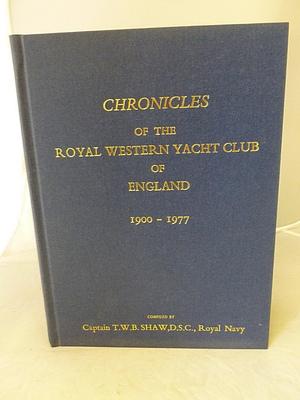 CHRONICLES
OF THE
ROYAL WESTERN YACHT CLUB
OF
ENGLAND
1900 - 1977
COMPILED BY
Captain T.W.B. SHAW, D.S.C., Royal Navy